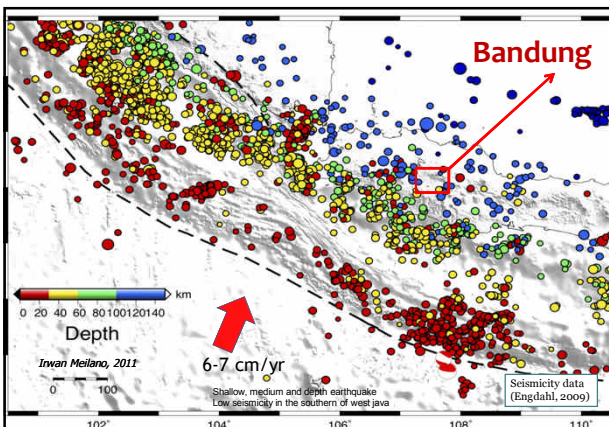 Bandung
km
0 20 40 60 80 100 120 140
Depth
Irwan Meilano, 2011
0 100
6-7 cm/yr
Shallow, medium and depth earthquake
Low seismicity in the southern of west java
Seismicity data
(Engdahl, 2009)
102˚ 104˚ 106˚ 108˚ 110˚